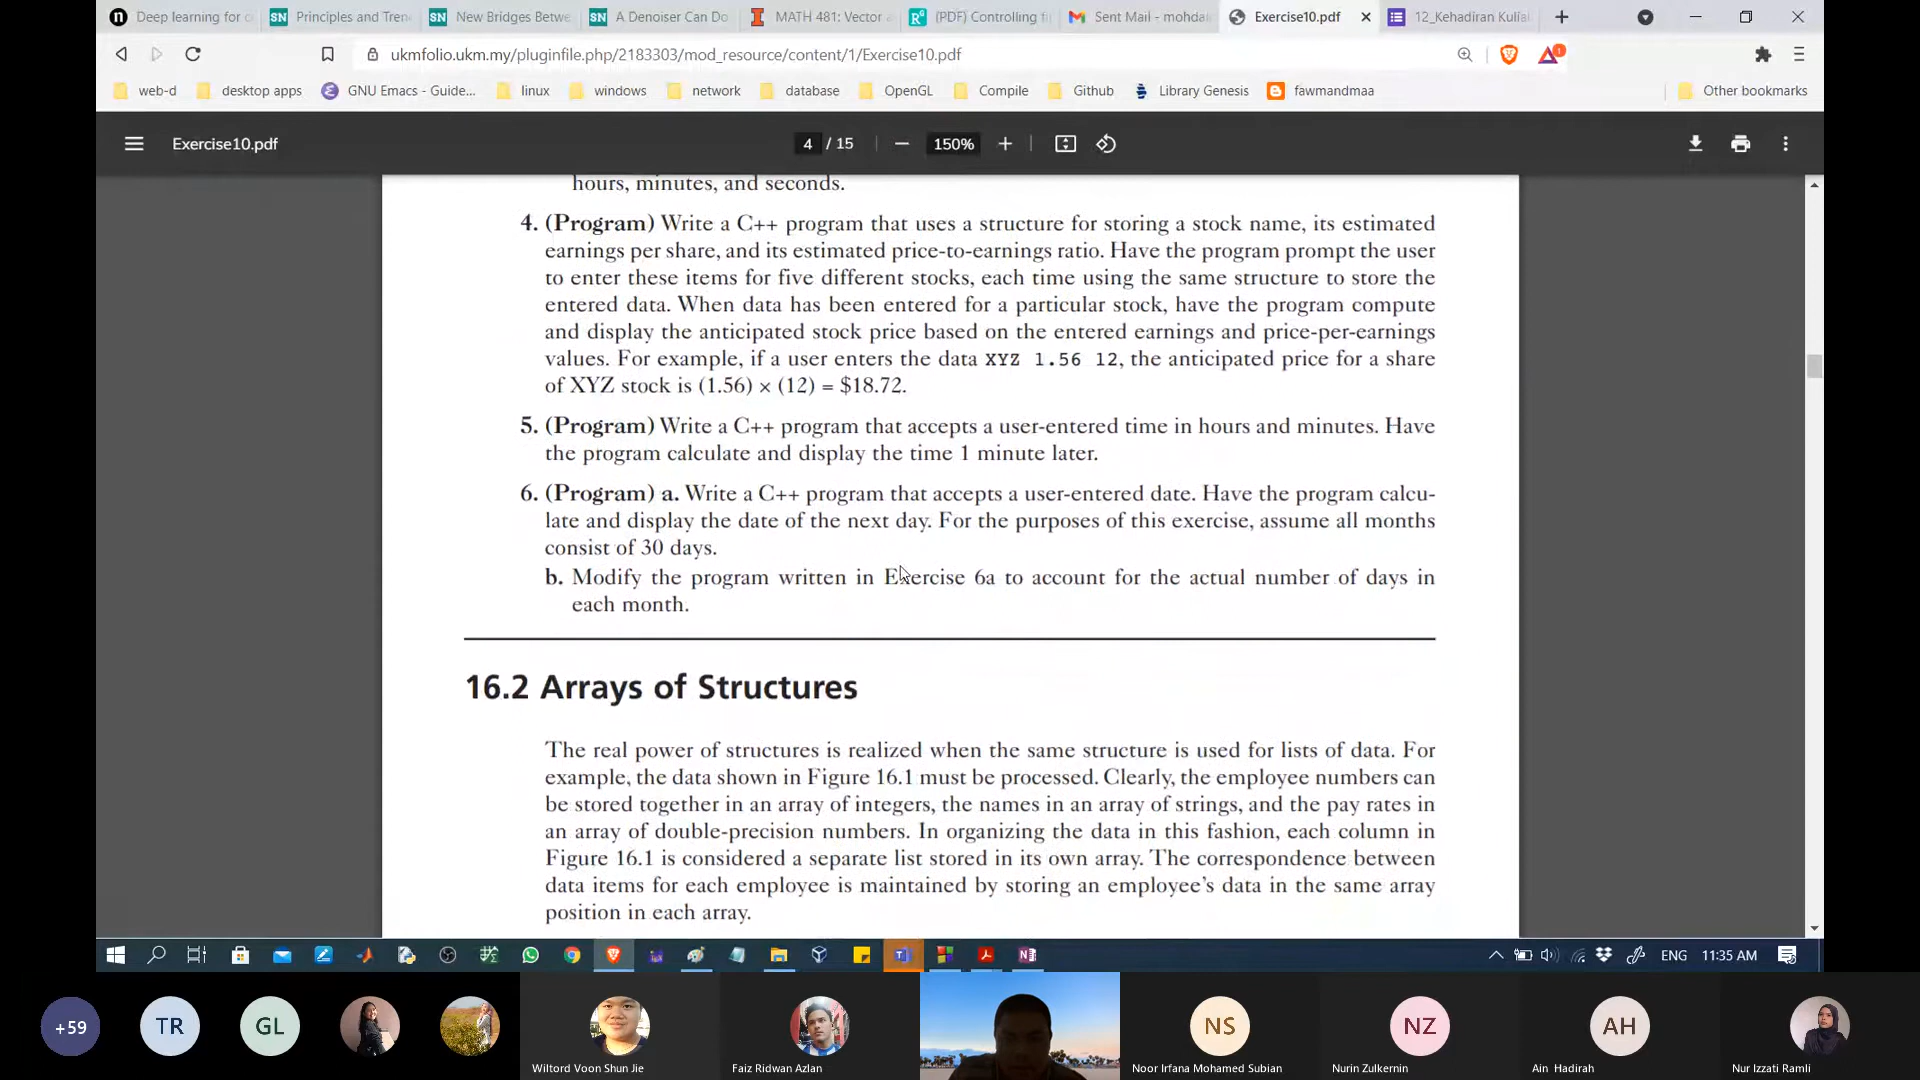 Deep learning for c
SN Principles and Tren
SN New Bridges Betwe
SN A Denoiser Can Do
MATH 481: Vector a
(PDF) Controlling fi
Sent Mail - mohdai
Exercise10.pdf
12_Kehadiran Kulia
ukmfolio.ukm.my/pluginfile.php/2183303/mod_resource/content/1/Exercise10.pdf
1
web-d
desktop apps
GNU Emacs - Guide...
linux
windows
network
database
OpenGL
Compile
Github
Library Genesis
fawmandmaa
Other bookmarks
Exercise10.pdf
4 / 15
150%
hours, minutes, and seconds.
4. (Program) Write a C++ program that uses a structure for storing a stock name, its estimated
earnings per share, and its estimated price-to-earnings ratio. Have the program prompt the user
to enter these items for five different stocks, each time using the same structure to store the
entered data. When data has been entered for a particular stock, have the program compute
and display the anticipated stock price based on the entered earnings and price-per-earnings
values. For example, if a user enters the data XYZ 1.56 12, the anticipated price for a share
of XYZ stock is (1.56) × (12) = $18.72.
5. (Program) Write a C++ program that accepts a user-entered time in hours and minutes. Have
the program calculate and display the time 1 minute later.
6. (Program) a. Write a C++ program that accepts a user-entered date. Have the program calcu-
late and display the date of the next day. For the purposes of this exercise, assume all months
consist of 30 days.
b. Modify the program written in Exercise 6a to account for the actual number of days in
each month.
16.2 Arrays of Structures
The real power of structures is realized when the same structure is used for lists of data. For
example, the data shown in Figure 16.1 must be processed. Clearly, the employee numbers can
be stored together in an array of integers, the names in an array of strings, and the pay rates in
an array of double-precision numbers. In organizing the data in this fashion, each column in
Figure 16.1 is considered a separate list stored in its own array. The correspondence between
data items for each employee is maintained by storing an employee's data in the same array
position in each array.
ENG
11:35 AM
+59
TR
GL
NS
NZ
AH
Wiltord Voon Shun Jie
Faiz Ridwan Azlan
Noor Irfana Mohamed Subian
Nurin Zulkernin
Ain Hadirah
Nur Izzati Ramli